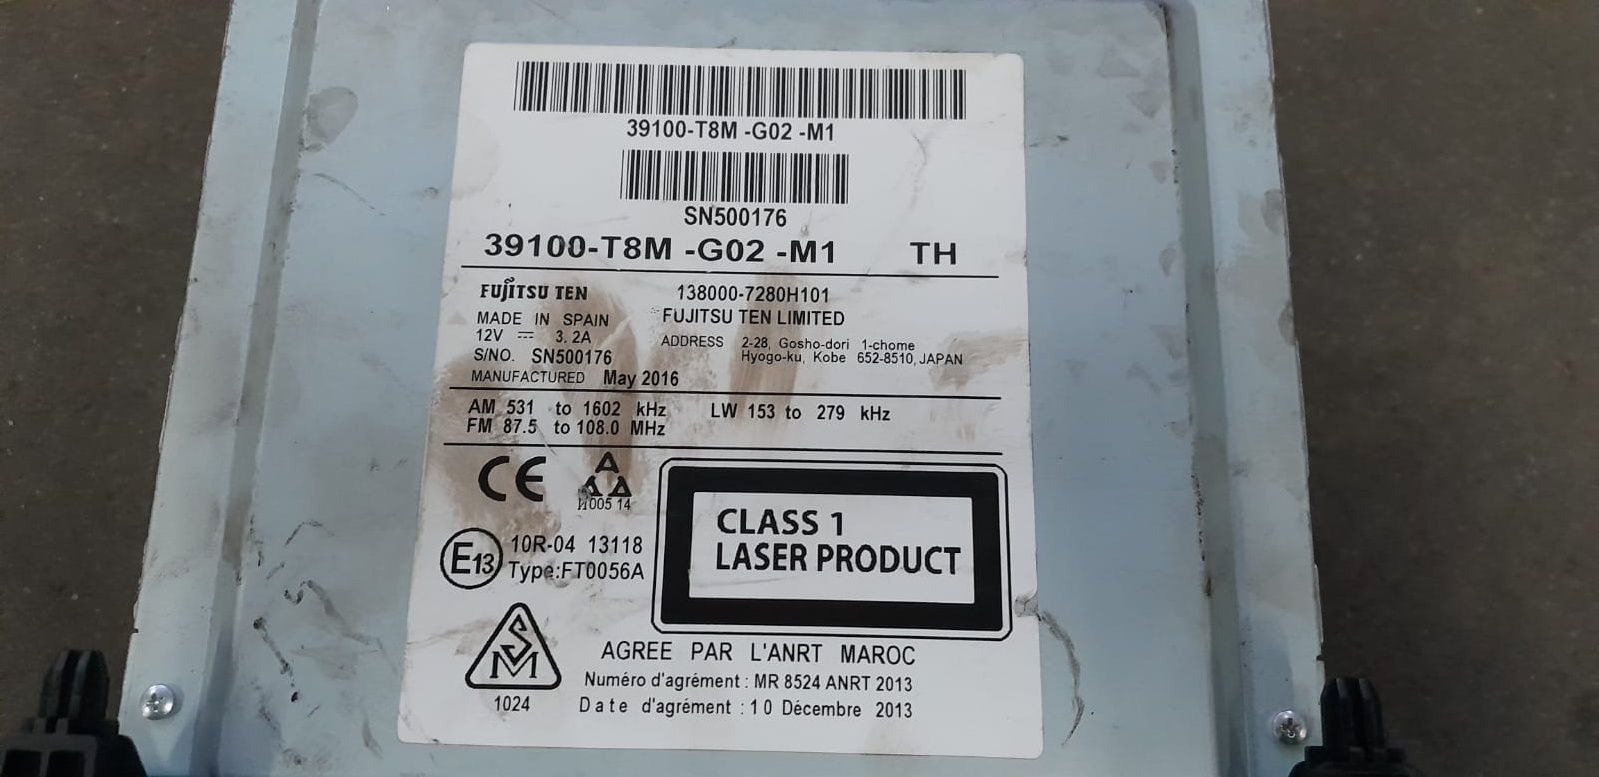 39100-T8M -G02 -M1
SN500176
39100-T8M -G02 -M1 TH
FUJITSU TEN 138000-7280H101
MADE IN SPAIN FUJITSU TEN LIMITED
12V 3.2A ADDRESS 2-28, Gosho-dori 1-chome
S/NO. SN500176 Hyogo-ku, Kobe 652-8510, JAPAN
MANUFACTURED May 2016
AM 531 to 1602 kHz LW 153 to 279 kHz
FM 87.5 to 108.0 MHz
CE
И005 14
E13 10R-04 13118
Type:FT0056A
CLASS 1
LASER PRODUCT
SM
1024
AGREE PAR L'ANRT MAROC
Numéro d'agrément : MR 8524 ANRT 2013
Date d'agrément : 10 Décembre 2013